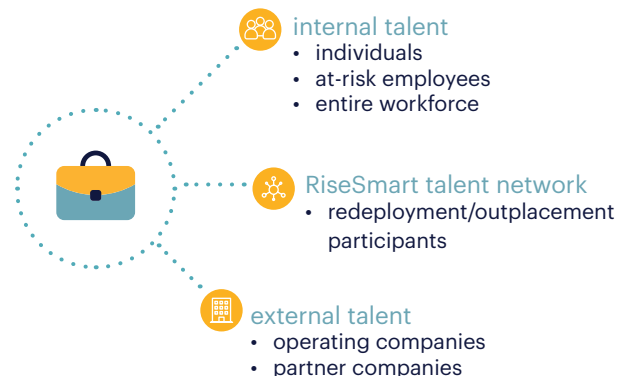 internal talent
• individuals
• at-risk employees
• entire workforce
RiseSmart talent network
• redeployment/outplacement
participants
external talent
• operating companies
• partner companies